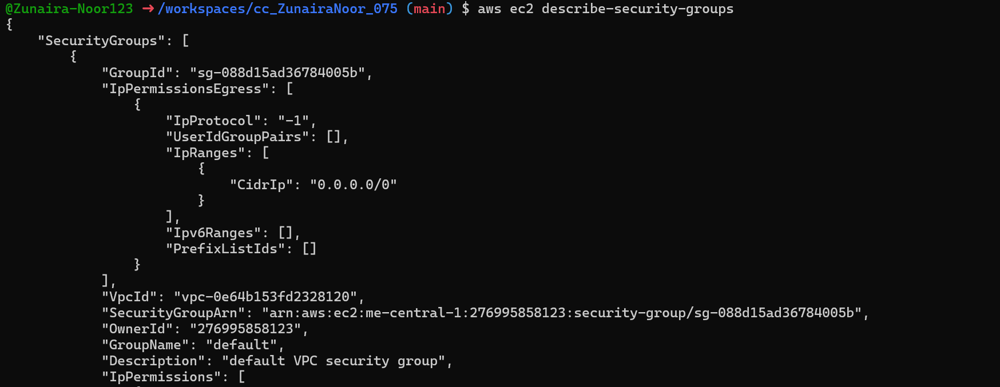 @Zunaira-Noor123 ➜ /workspaces/cc_ZunairaNoor_075 (main) $ aws ec2 describe-security-groups
{
    "SecurityGroups": [
        {
            "GroupId": "sg-088d15ad36784005b",
            "IpPermissionsEgress": [
                {
                    "IpProtocol": "-1",
                    "UserIdGroupPairs": [],
                    "IpRanges": [
                        {
                            "CidrIp": "0.0.0.0/0"
                        }
                    ],
                    "Ipv6Ranges": [],
                    "PrefixListIds": []
                }
            ],
            "VpcId": "vpc-0e64b153fd2328120",
            "SecurityGroupArn": "arn:aws:ec2:me-central-1:276995858123:security-group/sg-088d15ad36784005b",
            "OwnerId": "276995858123",
            "GroupName": "default",
            "Description": "default VPC security group",
            "IpPermissions": [